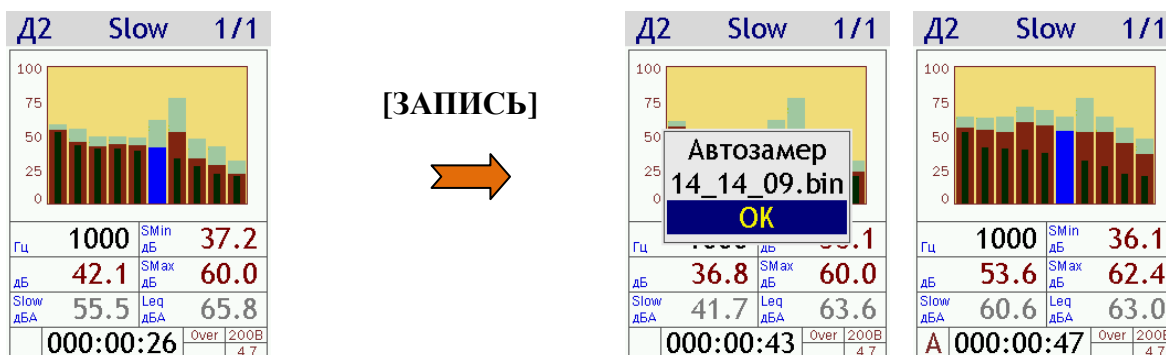 Д2 Slow 1/1
100
75
50
25
0
Гц 1000 SMin дБ 37.2
дБ 42.1 SMax дБ 60.0
Slow дБА 55.5 Leq дБА 65.8
000:00:26 Over 200В 4.7
[ЗАПИСЬ]
Д2 Slow 1/1
100
75
50
25
0
Автозамер
14_14_09.bin
OK
Гц
дБ 36.8 SMax дБ 60.0
Slow дБА 41.7 Leq дБА 63.6
000:00:43 Over 200В 4.7
Д2 Slow 1/1
100
75
50
25
0
Гц 1000 SMin дБ 36.1
дБ 53.6 SMax дБ 62.4
Slow дБА 60.6 Leq дБА 63.0
A 000:00:47 Over 200В 4.7